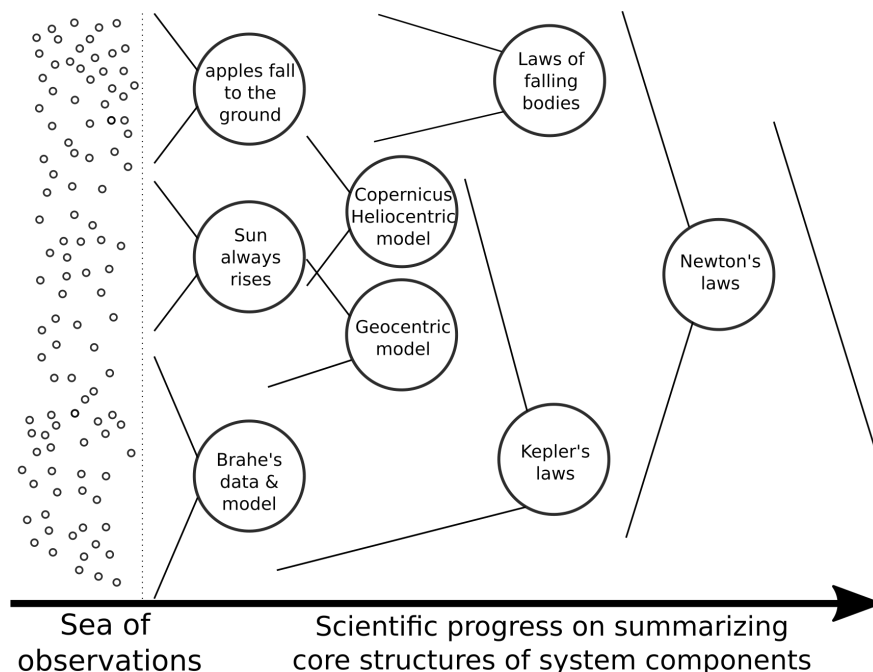 apples fall
to the
ground
Laws of
falling
bodies
Copernicus
Heliocentric
model
Sun
always
rises
Newton's
laws
Geocentric
model
Brahe's
data &
model
Kepler's
laws
Sea of
observations
Scientific progress on summarizing
core structures of system components